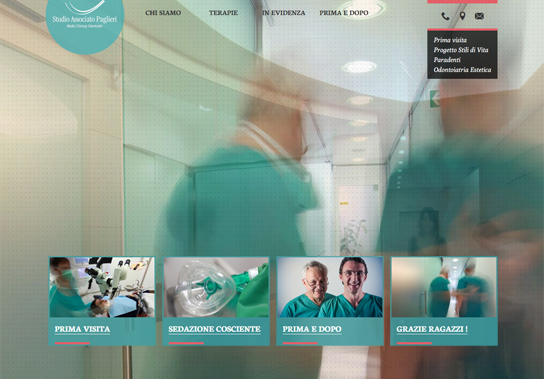 Studio Associato Paglieri
CHI SIAMO
TERAPIE
IN EVIDENZA
PRIMA E DOPO
Prima visita
Progetto Stili di Vita
Paradenti
Odontoiatria Estetica
PRIMA VISITA
SEDAZIONE COSCIENTE
PRIMA E DOPO
GRAZIE RAGAZZI !